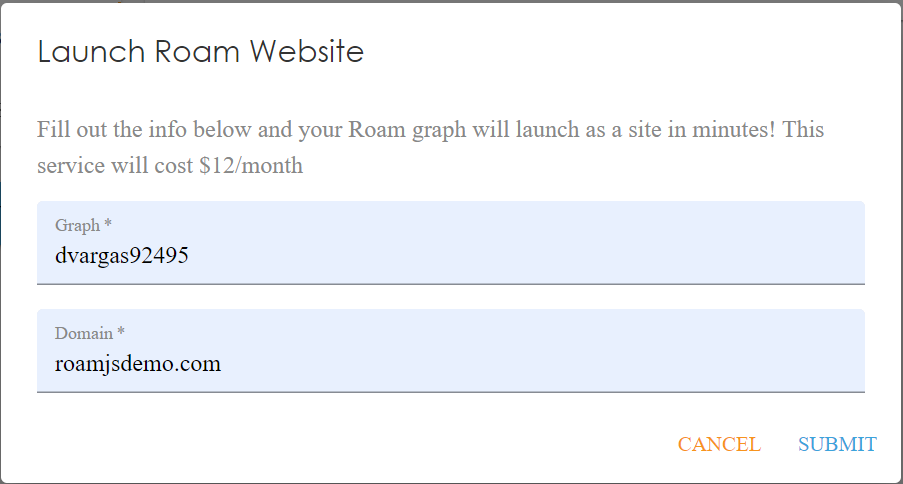 Launch Roam Website
Fill out the info below and your Roam graph will launch as a site in minutes! This
service will cost $12/month
Graph *
dvargas92495
Domain *
roamjsdemo.com
CANCEL SUBMIT